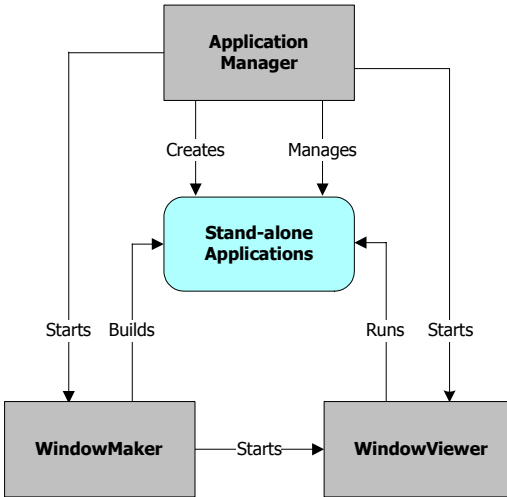 Application
Manager
Creates
Manages
Stand-alone
Applications
Starts
Builds
Runs
Starts
WindowMaker
Starts
WindowViewer